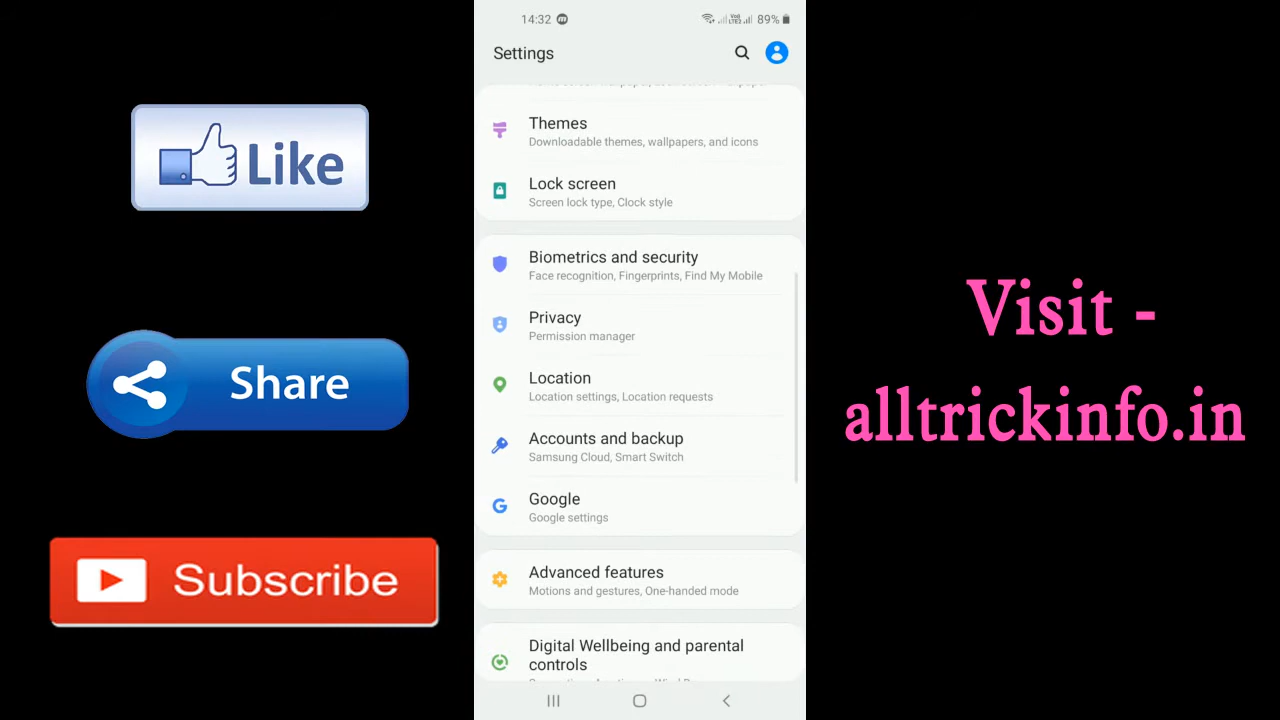 Like
Share
Subscribe
14:32
89%
Settings
Themes
Downloadable themes, wallpapers, and icons
Lock screen
Screen lock type, Clock style
Biometrics and security
Face recognition, Fingerprints, Find My Mobile
Privacy
Permission manager
Location
Location settings, Location requests
Accounts and backup
Samsung Cloud, Smart Switch
Google
Google settings
Advanced features
Motions and gestures, One-handed mode
Digital Wellbeing and parental
controls
Visit -
alltrickinfo.in